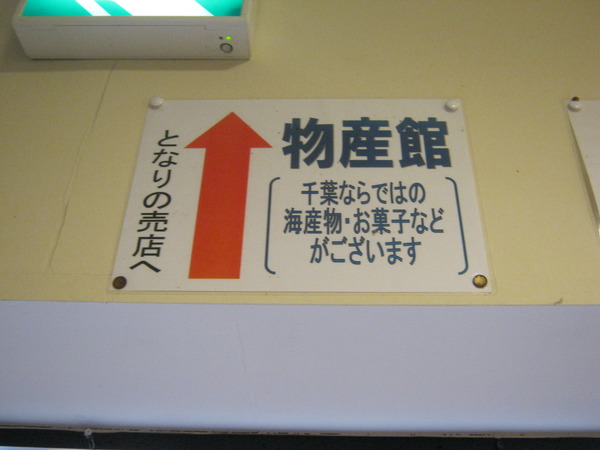 物産館
千葉ならではの
海産物・お菓子など
がございます
となりの売店へ